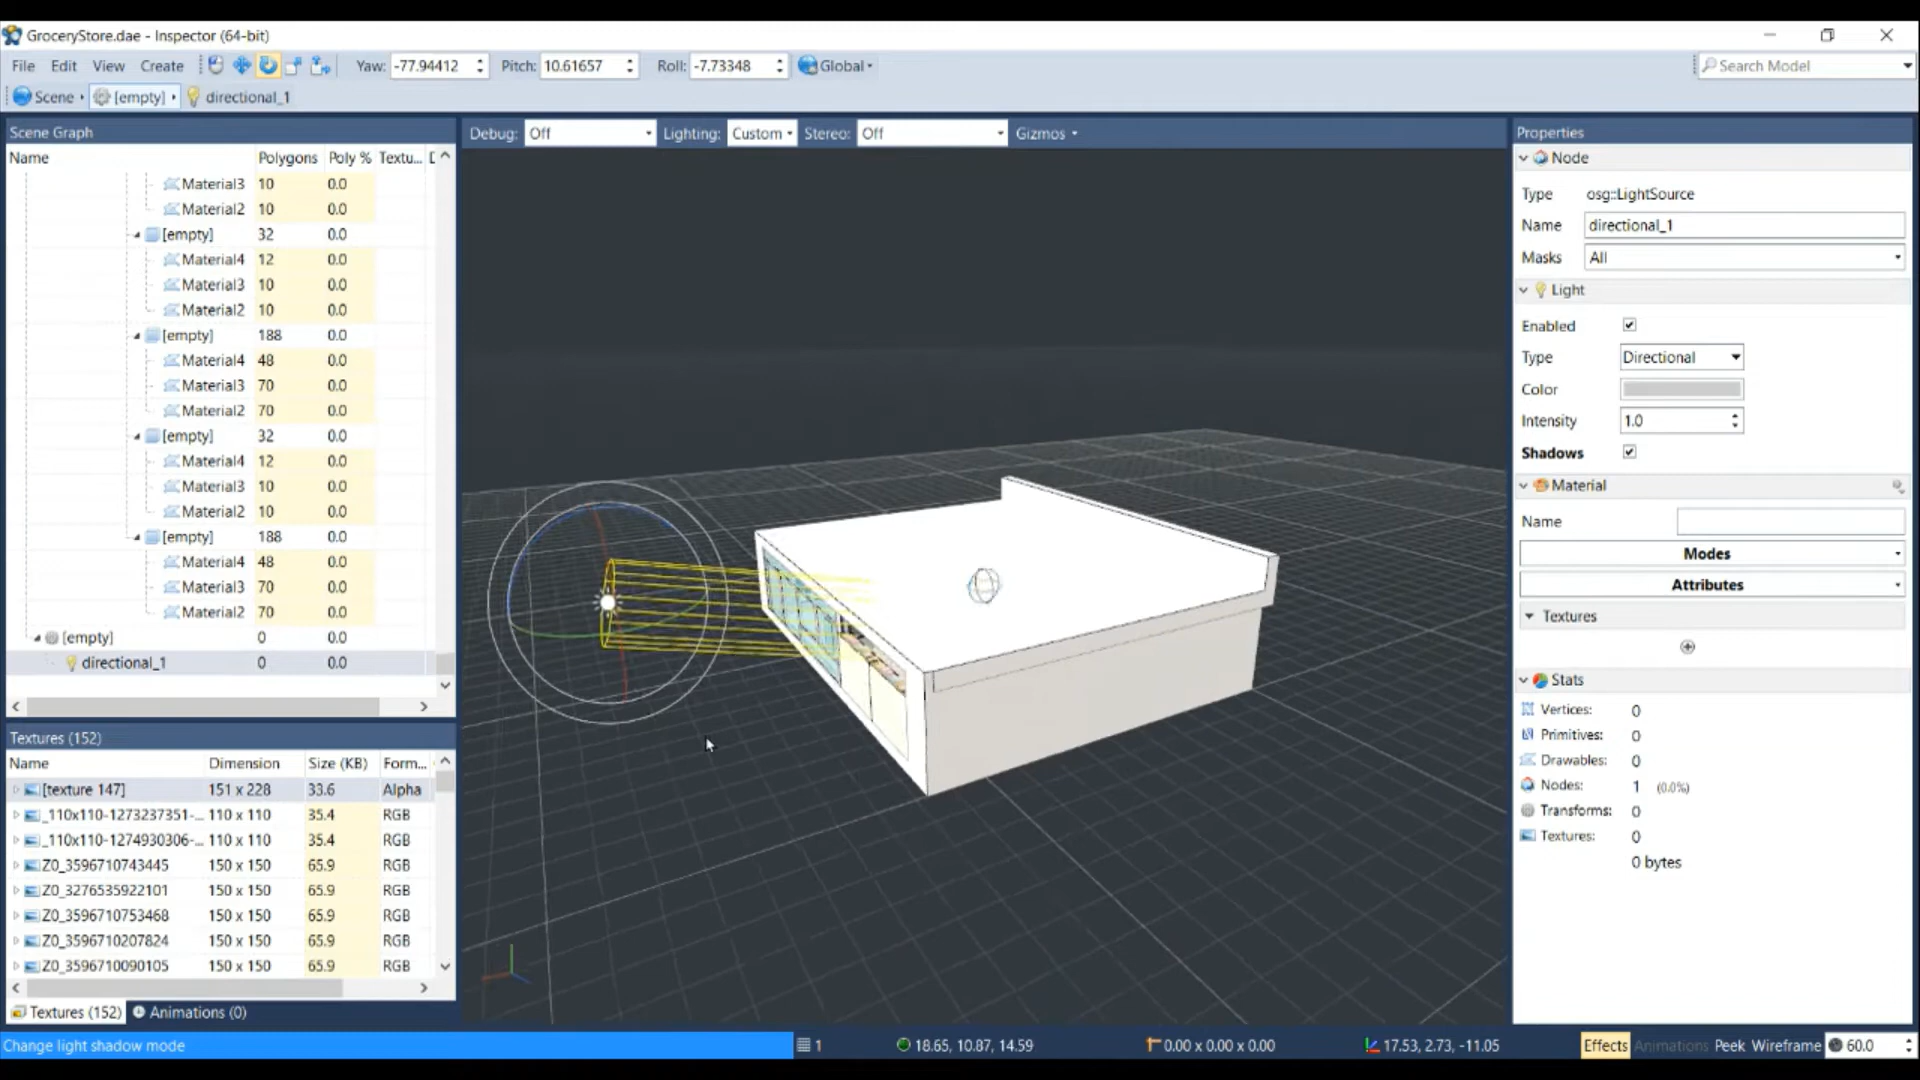 GroceryStore.dae - Inspector (64-bit)
File Edit View Create Yaw: -77.94412 Pitch: 10.61657 Roll: -7.73348 Global Search Model
Scene [empty] directional_1
Scene Graph
Name Polygons Poly % Textu...
Material3 10 0.0
Material2 10 0.0
[empty] 32 0.0
Material4 12 0.0
Material3 10 0.0
Material2 10 0.0
[empty] 188 0.0
Material4 48 0.0
Material3 70 0.0
Material2 70 0.0
[empty] 32 0.0
Material4 12 0.0
Material3 10 0.0
Material2 10 0.0
[empty] 188 0.0
Material4 48 0.0
Material3 70 0.0
Material2 70 0.0
[empty] 0 0.0
directional_1 0 0.0
Textures (152)
Name Dimension Size (KB) Form...
[texture 147] 151 x 228 33.6 Alpha
_110x110-1273237351-... 110 x 110 35.4 RGB
_110x110-1274930306-... 110 x 110 35.4 RGB
Z0_3596710743445 150 x 150 65.9 RGB
Z0_3276535922101 150 x 150 65.9 RGB
Z0_3596710753468 150 x 150 65.9 RGB
Z0_3596710207824 150 x 150 65.9 RGB
Z0_3596710090105 150 x 150 65.9 RGB
Textures (152) Animations (0)
Debug: Off Lighting: Custom Stereo: Off Gizmos
Properties
Node
Type osg::LightSource
Name directional_1
Masks All
Light
Enabled
Type Directional
Color
Intensity 1.0
Shadows
Material
Name
Modes
Attributes
Textures
Stats
Vertices: 0
Primitives: 0
Drawables: 0
Nodes: 1 (0.0%)
Transforms: 0
Textures: 0
0 bytes
Change light shadow mode 1 18.65, 10.87, 14.59 0.00 x 0.00 x 0.00 17.53, 2.73, -11.05 Effects Animations Peek Wireframe 60.0